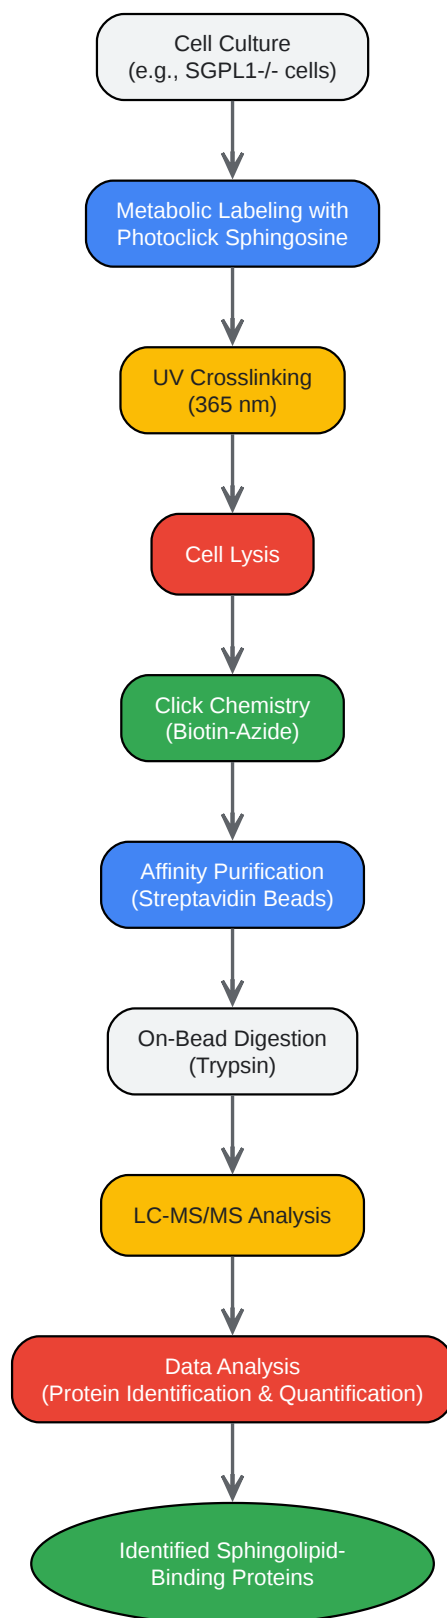 Cell Culture
(e.g., SGPL1-/- cells)
Metabolic Labeling with
Photoclick Sphingosine
UV Crosslinking
(365 nm)
Cell Lysis
Click Chemistry
(Biotin-Azide)
Affinity Purification
(Streptavidin Beads)
On-Bead Digestion
(Trypsin)
LC-MS/MS Analysis
Data Analysis
(Protein Identification & Quantification)
Identified Sphingolipid-
Binding Proteins